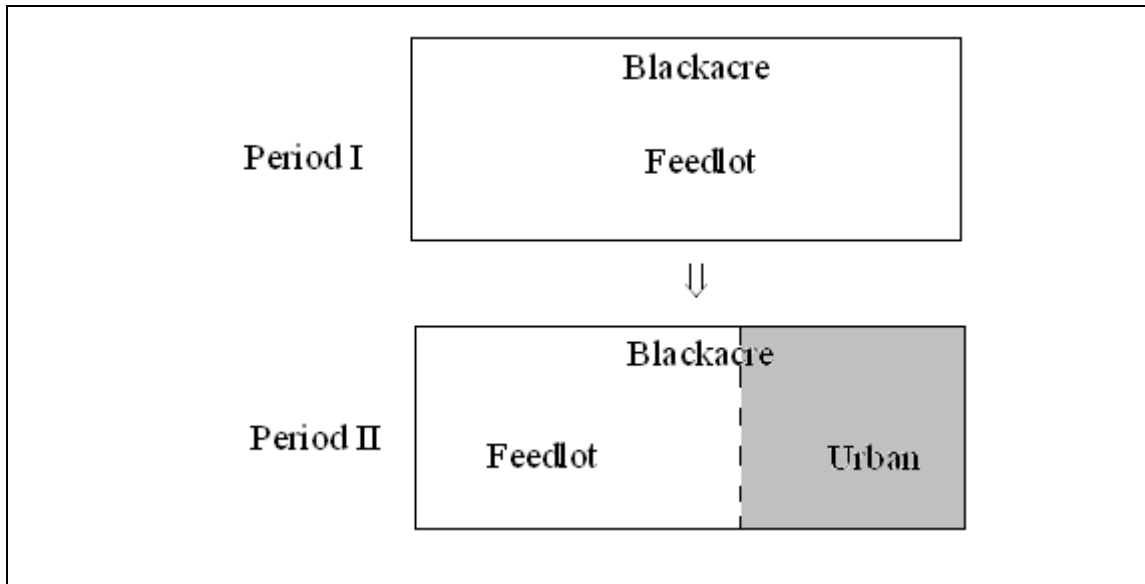 Blackacre
Period I
Feedlot
Blackacre
Period II
Feedlot
Urban